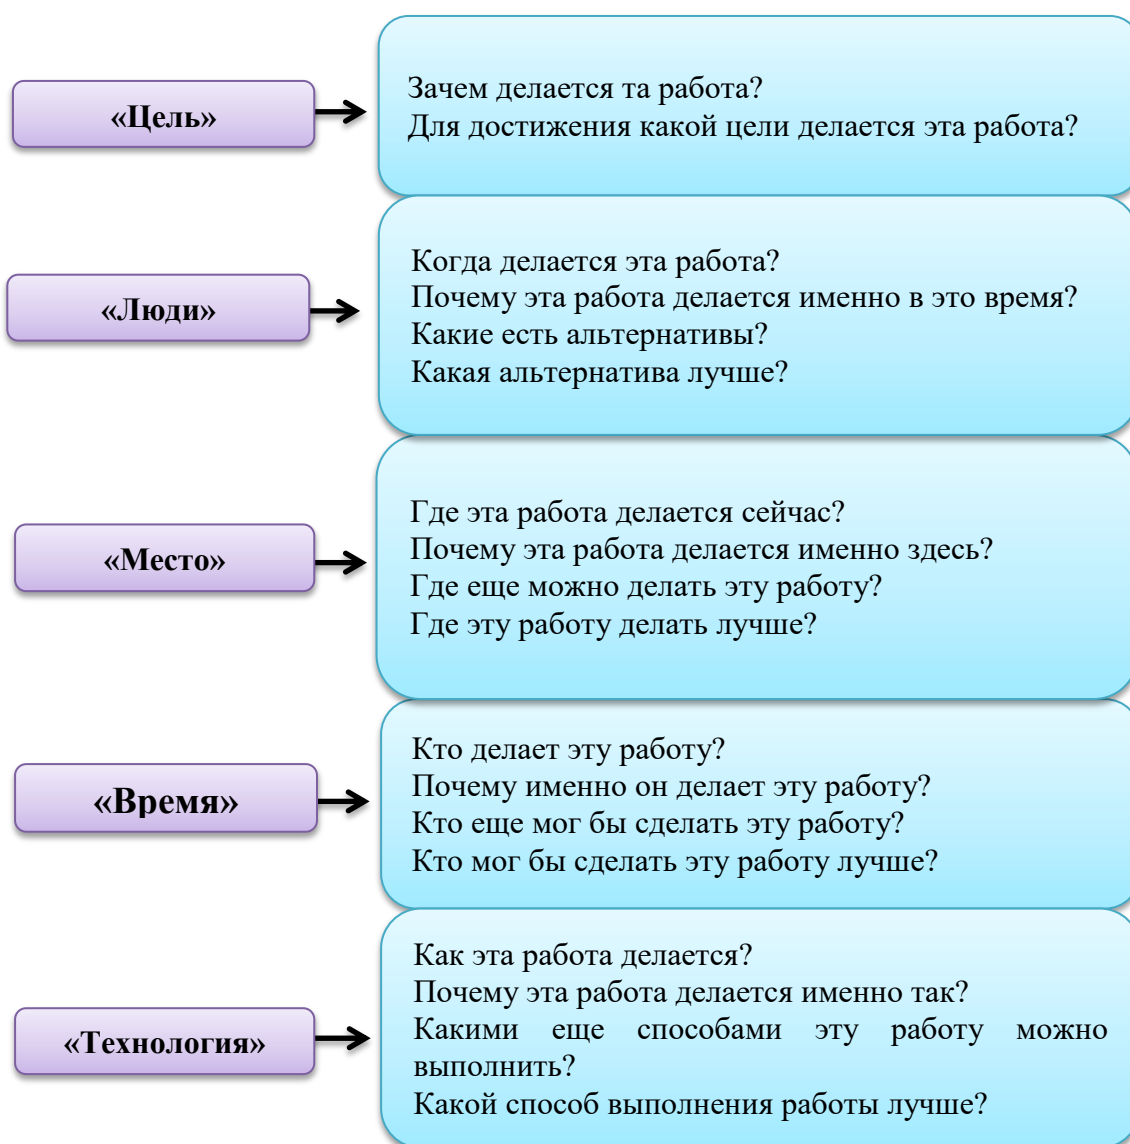 «Цель»
Зачем делается та работа?
Для достижения какой цели делается эта работа?
«Люди»
Когда делается эта работа?
Почему эта работа делается именно в это время?
Какие есть альтернативы?
Какая альтернатива лучше?
«Место»
Где эта работа делается сейчас?
Почему эта работа делается именно здесь?
Где еще можно делать эту работу?
Где эту работу делать лучше?
«Время»
Кто делает эту работу?
Почему именно он делает эту работу?
Кто еще мог бы сделать эту работу?
Кто мог бы сделать эту работу лучше?
«Технология»
Как эта работа делается?
Почему эта работа делается именно так?
Какими еще способами эту работу можно
выполнить?
Какой способ выполнения работы лучше?